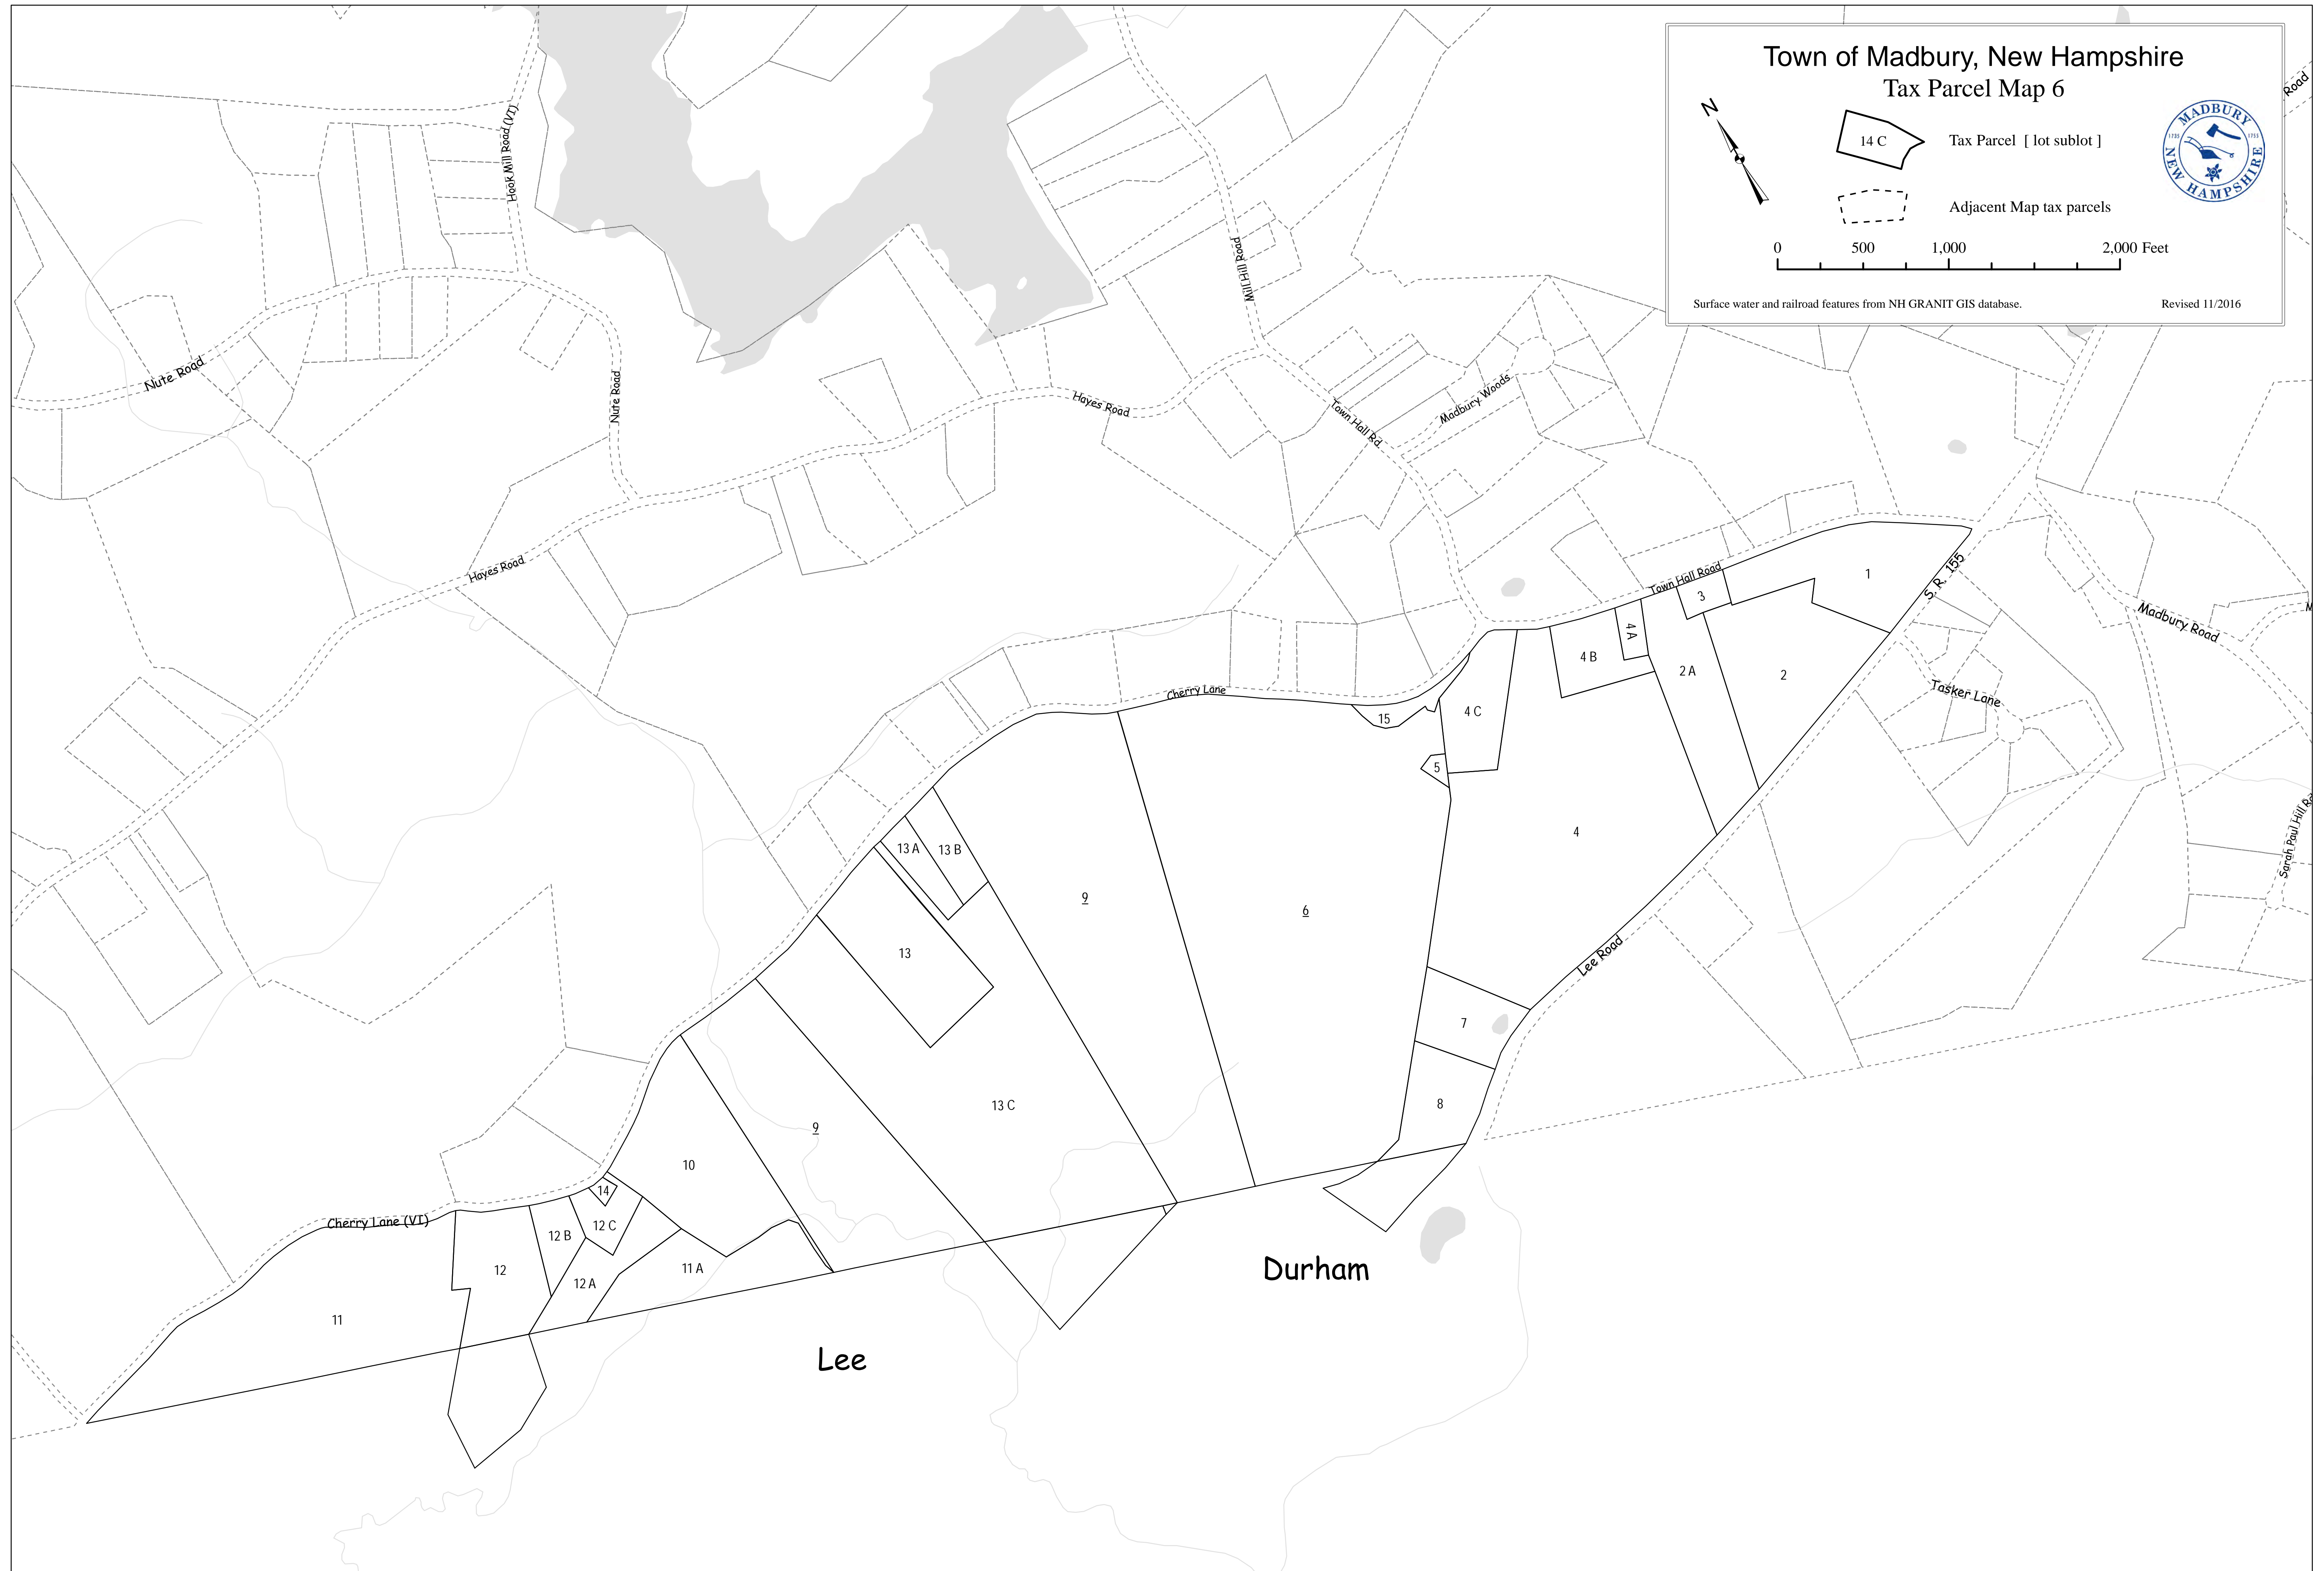 Town of Madbury, New Hampshire
Tax Parcel Map 6
N
14 C
Tax Parcel [ lot sublot ]
Adjacent Map tax parcels
MADBURY
1735
1755
NEW HAMPSHIRE
0 500 1,000 2,000 Feet
Surface water and railroad features from NH GRANIT GIS database.
Revised 11/2016
Road
Hook Mill Road (VI)
Mill Hill Road
Nute Road
Nute Road
Hayes Road
Town Hall Rd
Madbury Woods
Hayes Road
Town Hall Road
S. R. 155
Madbury Road
Tasker Lane
Sarah Paul Hill Ro
Cherry Lane
Lee Road
Cherry Lane (VI)
1
3
4 A
4 B
2 A
2
4 C
15
5
4
13 A
13 B
9
6
13
7
13 C
8
9
10
14
12 C
12 B
12
12 A
11 A
11
Durham
Lee